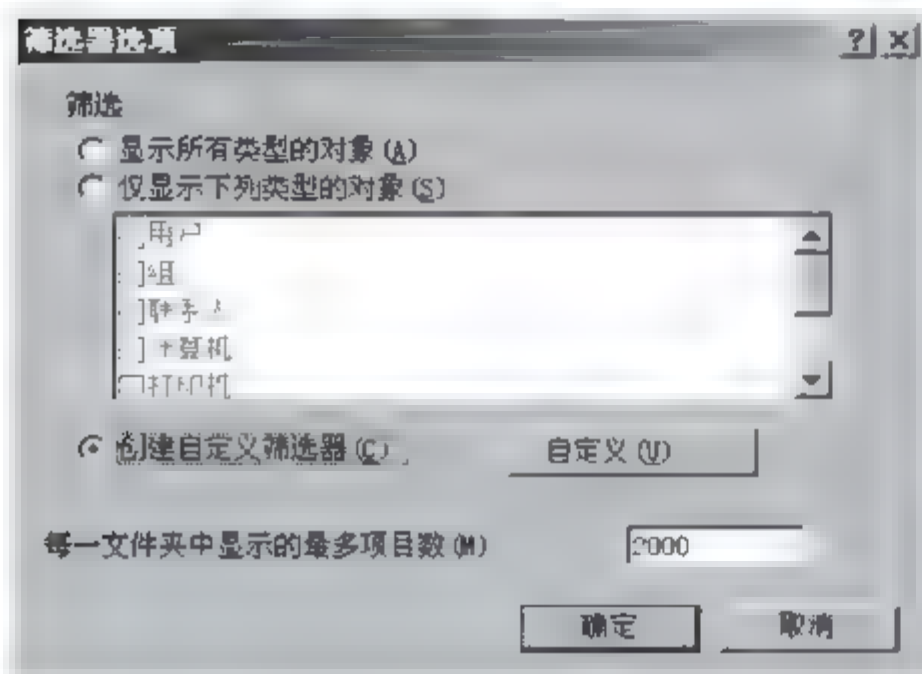 筛选器选项
筛选
显示所有类型的对象(A)
仅显示下列类型的对象(S)
用户
组
联系人
计算机
打印机
创建自定义筛选器(C)
自定义(U)
每一文件夹中显示的最多项目数(M)
2000
确定
取消